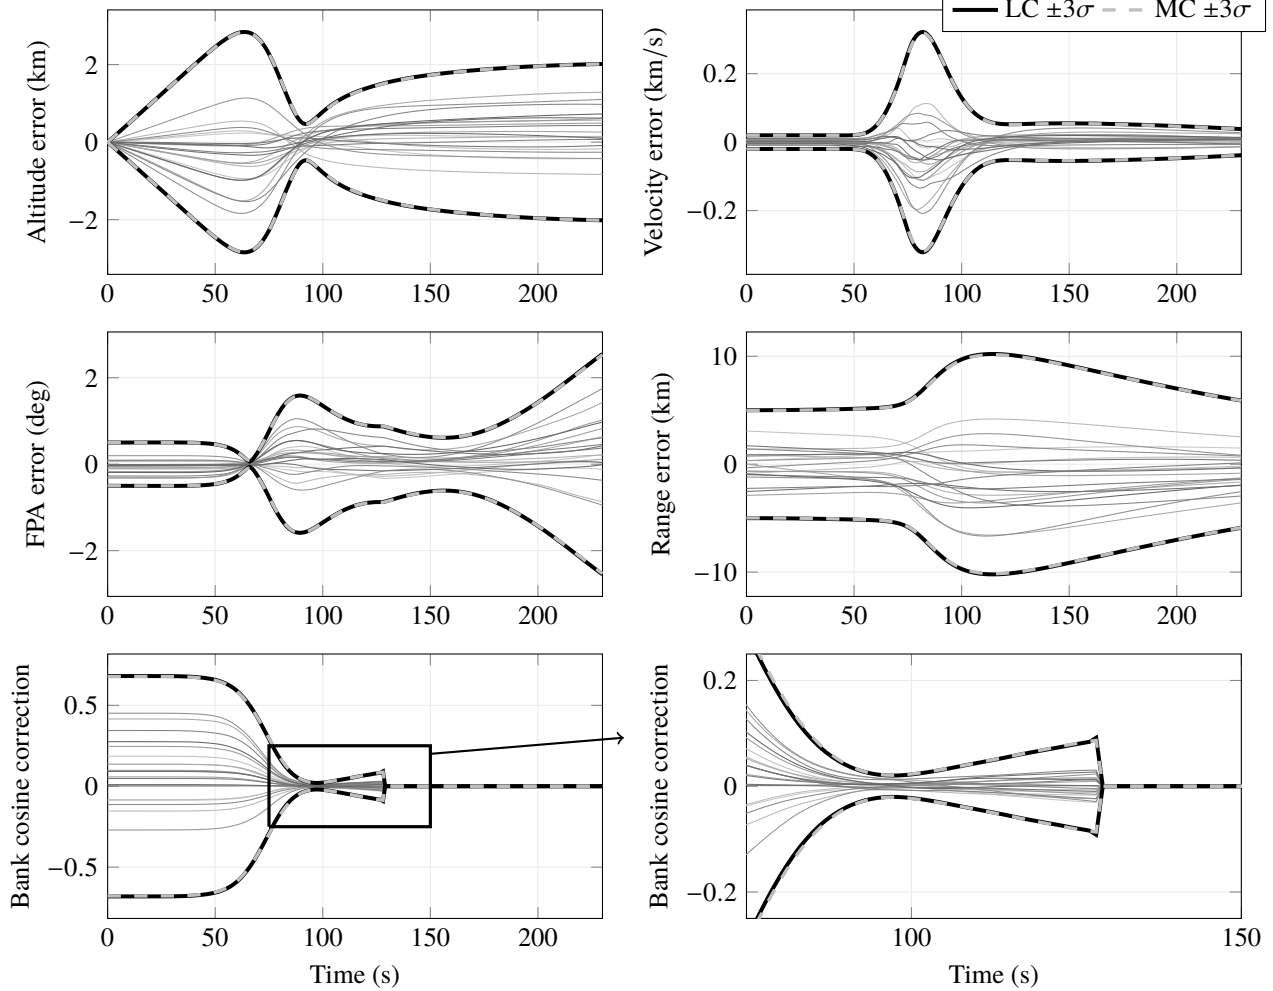 LC ±3σ MC ±3σ
Altitude error (km)
2
0
−2
0 50 100 150 200
Velocity error (km/s)
0.2
0
−0.2
0 50 100 150 200
FPA error (deg)
2
0
−2
0 50 100 150 200
Range error (km)
10
0
−10
0 50 100 150 200
Bank cosine correction
0.5
0
−0.5
0 50 100 150 200
Time (s)
Bank cosine correction
0.2
0
−0.2
100 150
Time (s)